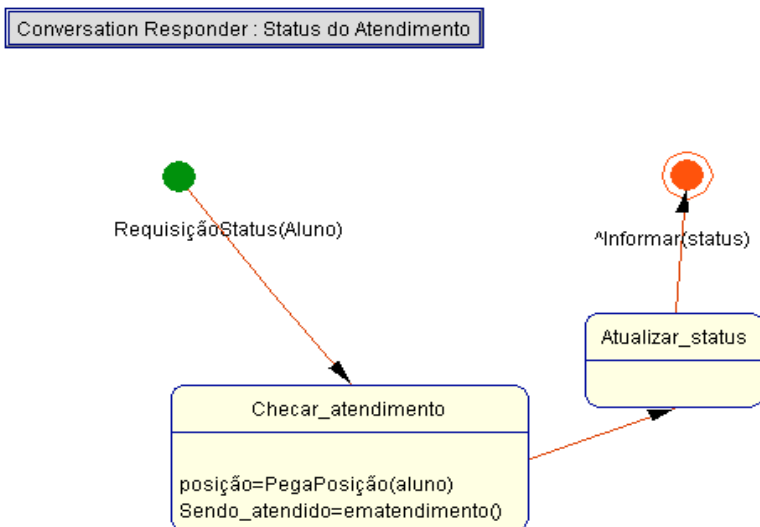 Conversation Responder : Status do Atendimento
RequisiçãoStatus(Aluno)
^Informar(status)
Atualizar_status
Checar_atendimento
posição=PegaPosição(aluno)
Sendo_atendido=ematendimento()